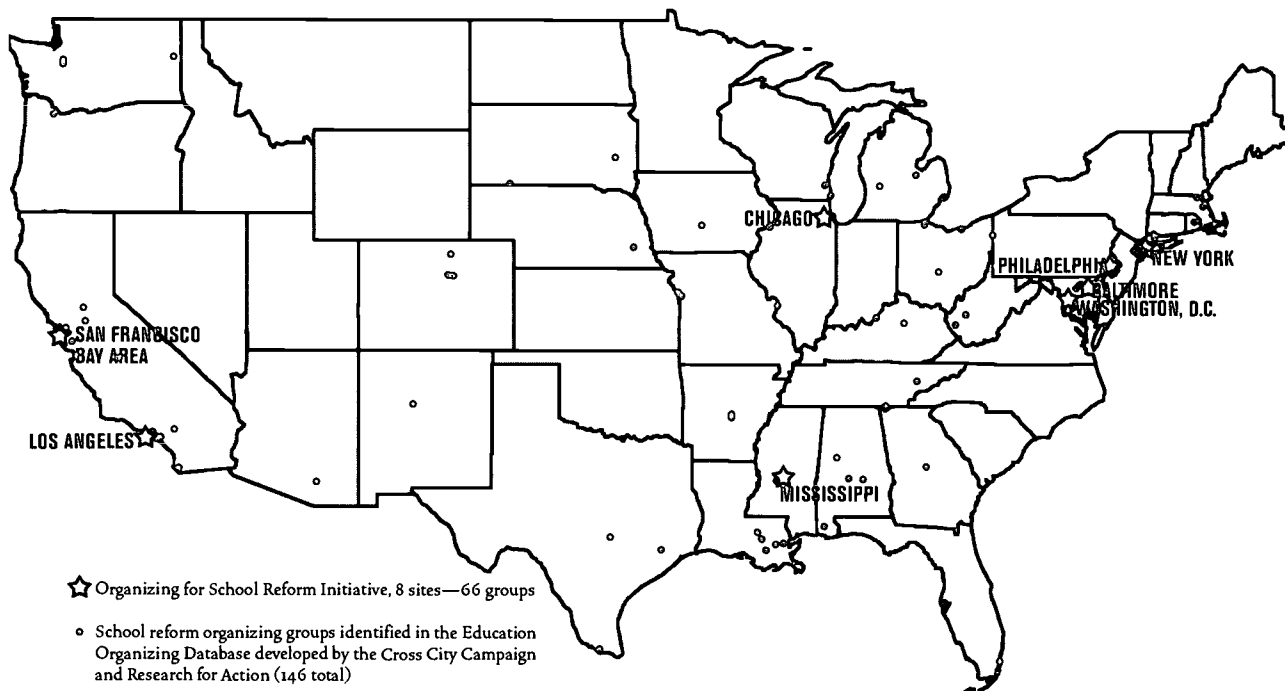 CHICAGO
NEW YORK
PHILADELPHIA
BALTIMORE
WASHINGTON, D.C.
SAN FRANCISCO
BAY AREA
LOS ANGELES
MISSISSIPPI
Organizing for School Reform Initiative, 8 sites—66 groups
School reform organizing groups identified in the Education
Organizing Database developed by the Cross City Campaign
and Research for Action (146 total)